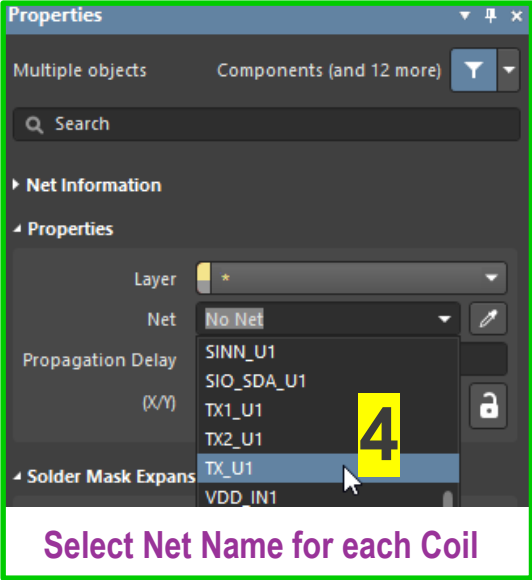 Properties
Multiple objects Components (and 12 more)
Search
Net Information
Properties
Layer *
Net No Net
Propagation Delay
SINN_U1
SIO_SDA_U1
(X/Y)
TX1_U1
TX2_U1
4
TX_U1
Solder Mask Expans
VDD_IN1
Select Net Name for each Coil